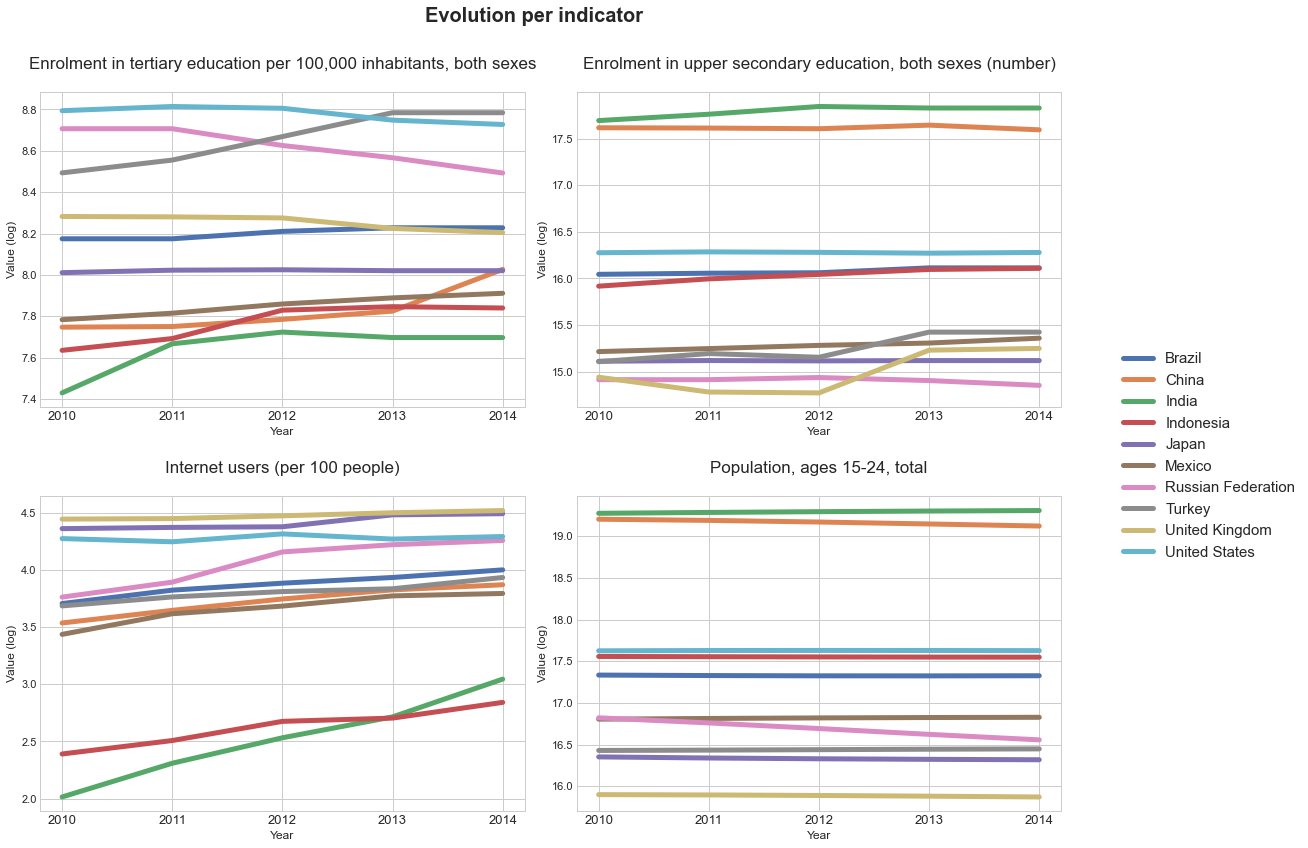 Evolution per indicator
Enrolment in tertiary education per 100,000 inhabitants, both sexes
Value (log)
8.8
8.6
8.4
8.2
8.0
7.8
7.6
7.4
2010 2011 2012 2013 2014
Year
Enrolment in upper secondary education, both sexes (number)
Value (log)
17.5
17.0
16.5
16.0
15.5
15.0
2010 2011 2012 2013 2014
Year
Internet users (per 100 people)
Value (log)
4.5
4.0
3.5
3.0
2.5
2.0
2010 2011 2012 2013 2014
Year
Population, ages 15-24, total
Value (log)
19.0
18.5
18.0
17.5
17.0
16.5
16.0
2010 2011 2012 2013 2014
Year
Brazil
China
India
Indonesia
Japan
Mexico
Russian Federation
Turkey
United Kingdom
United States